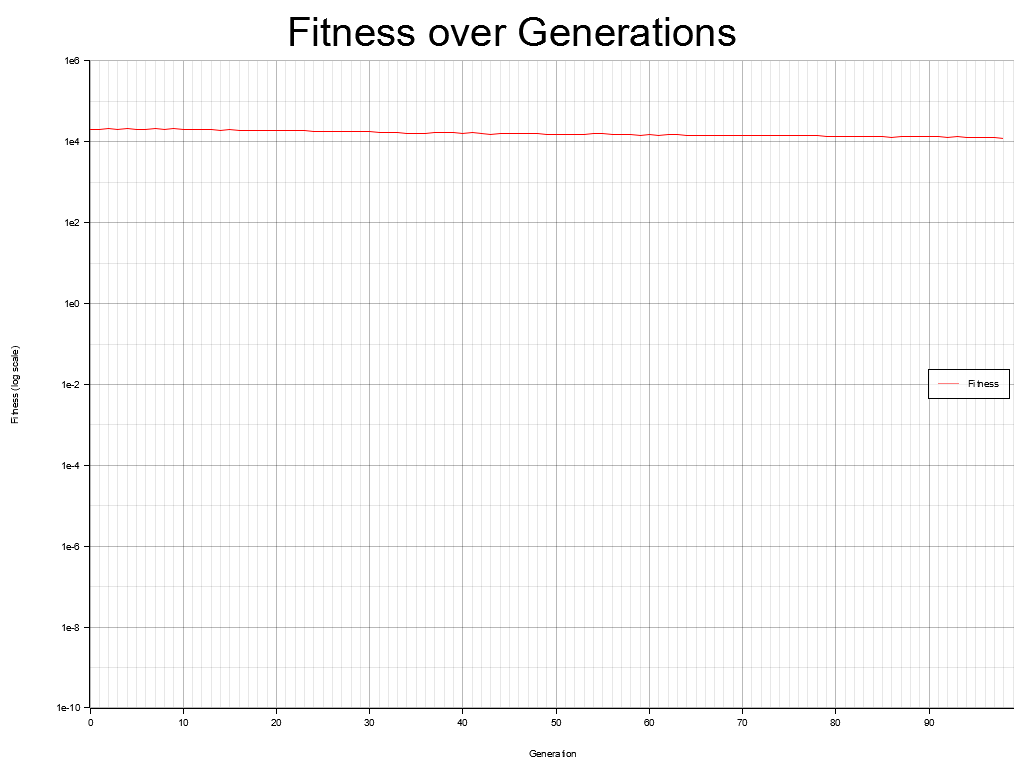 Fitness over Generations
1e6
1e4
1e2
1e0
1e-2
1e-4
1e-6
1e-8
1e-10
Fitness (log scale)
Fitness
0 10 20 30 40 50 60 70 80 90
Generation